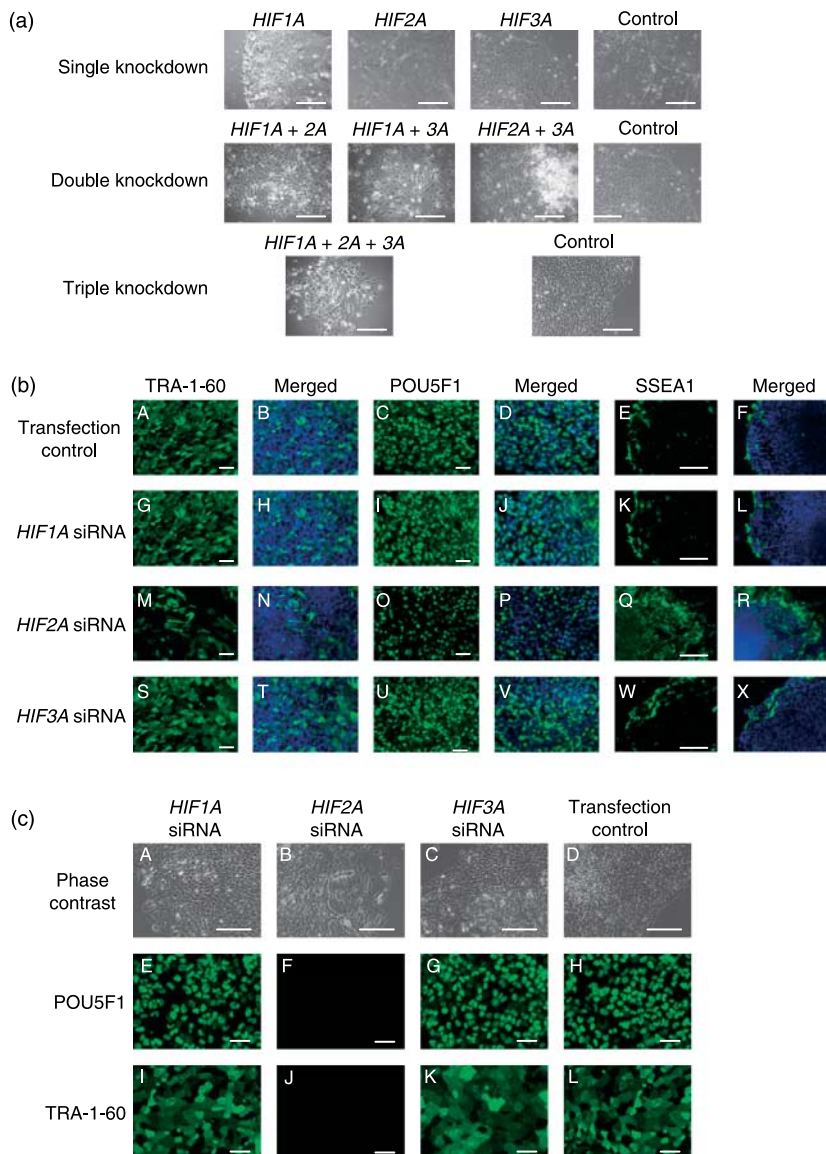 (a)
HIF1A HIF2A HIF3A Control
Single knockdown
HIF1A + 2A HIF1A + 3A HIF2A + 3A Control
Double knockdown
HIF1A + 2A + 3A Control
Triple knockdown
(b)
TRA-1-60 Merged POU5F1 Merged SSEA1 Merged
Transfection
control
A B C D E F
HIF1A siRNA
G H I J K L
HIF2A siRNA
M N O P Q R
HIF3A siRNA
S T U V W X
(c)
HIF1A HIF2A HIF3A Transfection
siRNA siRNA siRNA control
A B C D
Phase
contrast
E F G H
POU5F1
I J K L
TRA-1-60